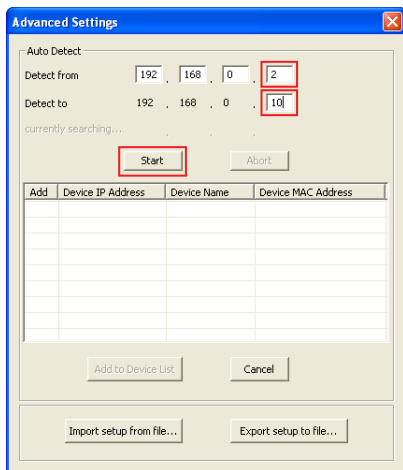 Advanced Settings
Auto Detect
Detect from 192 . 168 . 0 . 2
Detect to 192 . 168 . 0 . 10
currently searching... . . .
Start Abort
Add Device IP Address Device Name Device MAC Address
Add to Device List Cancel
Import setup from file... Export setup to file...